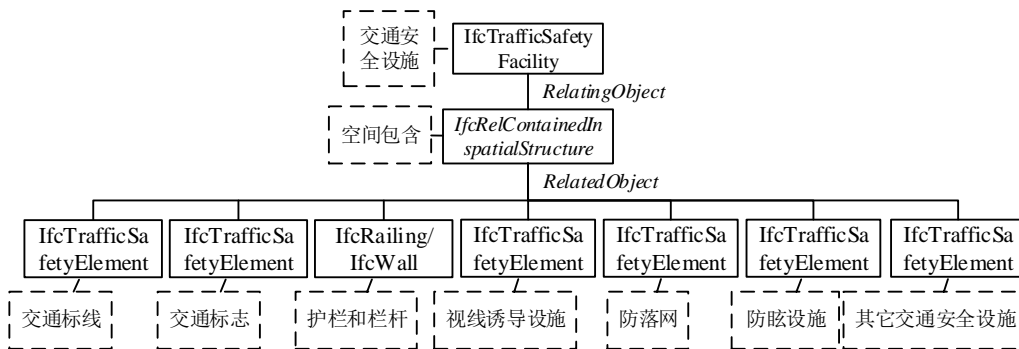 交通安
全设施
IfcTrafficSafety
Facility
RelatingObject
空间包含
IfcRelContainedIn
spatialStructure
RelatedObject
IfcTrafficSa
fetyElement
IfcTrafficSa
fetyElement
IfcRailing/
IfcWall
IfcTrafficSa
fetyElement
IfcTrafficSa
fetyElement
IfcTrafficSa
fetyElement
IfcTrafficSa
fetyElement
交通标线
交通标志
护栏和栏杆
视线诱导设施
防落网
防眩设施
其它交通安全设施